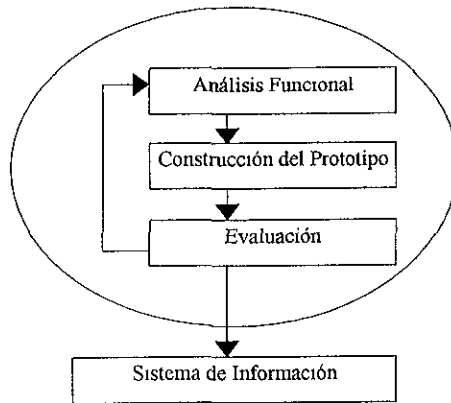 Análisis Funcional
Construcción del Prototipo
Evaluación
Sistema de Información